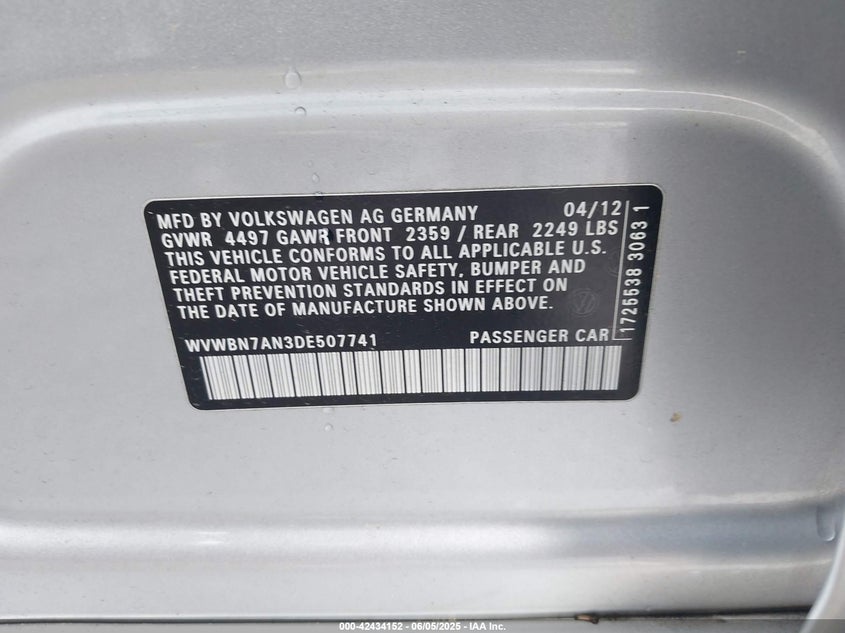 MFD BY VOLKSWAGEN AG GERMANY 04/12
GVWR 4497 GAWR FRONT 2359 / REAR 2249 LBS
THIS VEHICLE CONFORMS TO ALL APPLICABLE U.S.
FEDERAL MOTOR VEHICLE SAFETY, BUMPER AND
THEFT PREVENTION STANDARDS IN EFFECT ON
THE DATE OF MANUFACTURE SHOWN ABOVE.
WVWBN7AN3DE507741 PASSENGER CAR
1725538 3063 1
000-42434152 - 06/05/2025 - IAA Inc.